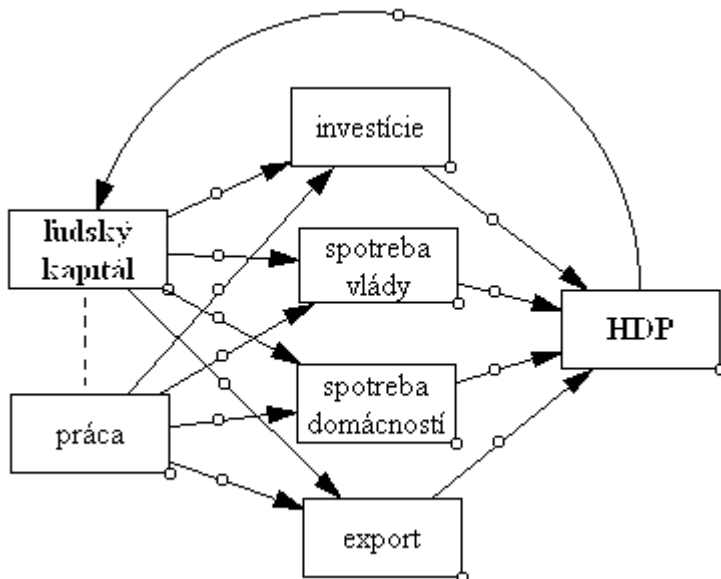 investície
ľudský
kapitál
spotreba
vlády
HDP
spotreba
domácností
práca
export